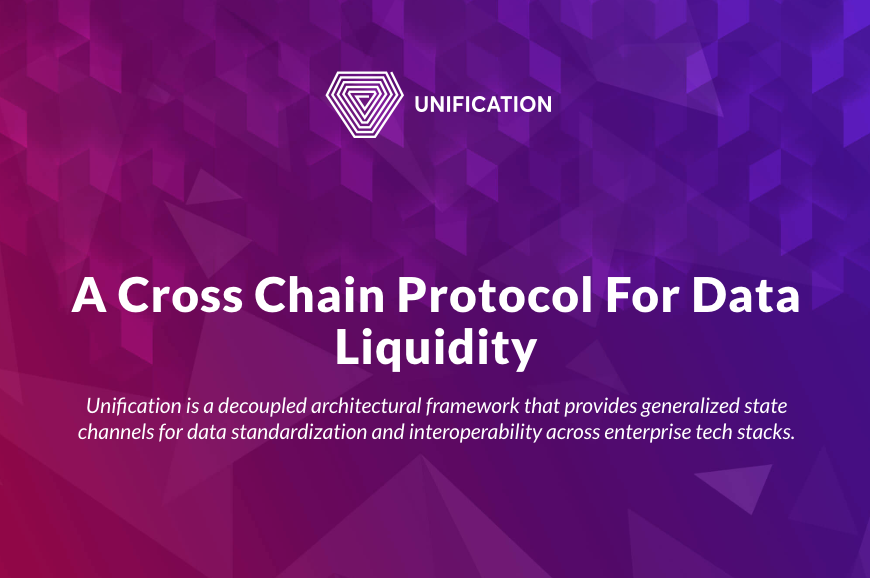 UNIFICATION
A Cross Chain Protocol For Data
Liquidity
Unification is a decoupled architectural framework that provides generalized state
channels for data standardization and interoperability across enterprise tech stacks.